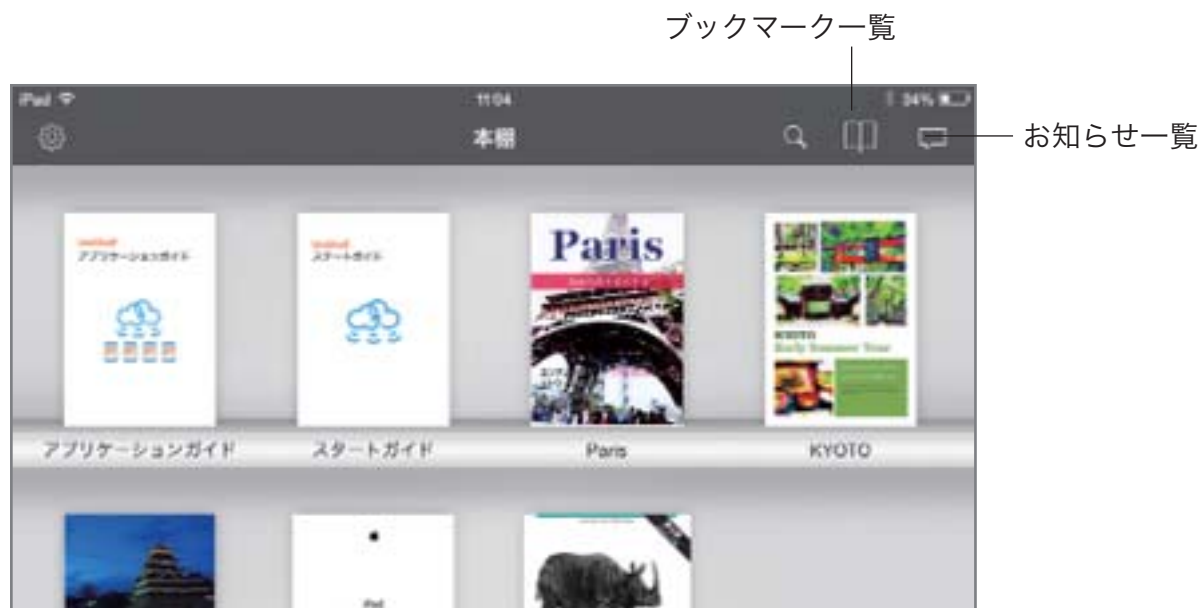 ブックマーク一覧
iPad
11:04
34%
本棚
お知らせ一覧
アプリケーションガイド
スタートガイド
Paris
KYOTO
Early Summer Tour
アプリケーションガイド
スタートガイド
Paris
KYOTO
iPad